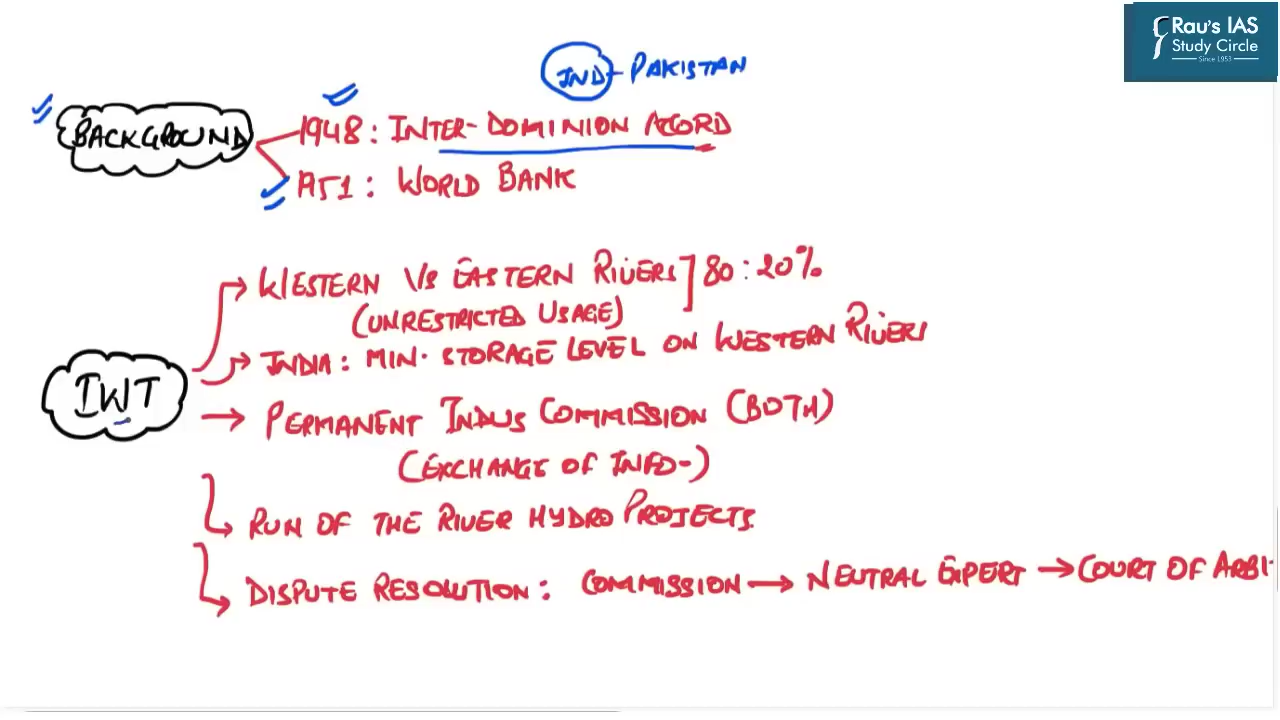 Rau's IAS
Study Circle
Since 1953
IND - PAKISTAN
BACKGROUND
1948 : INTER-DOMINION ACORD
1951 : WORLD BANK
WESTERN V/s EASTERN RIVERS ] 80 : 20%
(UNRESTRICTED USAGE)
INDIA : MIN. STORAGE LEVEL ON WESTERN RIVERS
IWT
PERMANENT INDUS COMMISSION (BOTH)
(EXCHANGE OF INFO-)
RUN OF THE RIVER HYDRO PROJECTS
DISPUTE RESOLUTION : COMMISSION → NEUTRAL EXPERT → COURT OF ARBI-